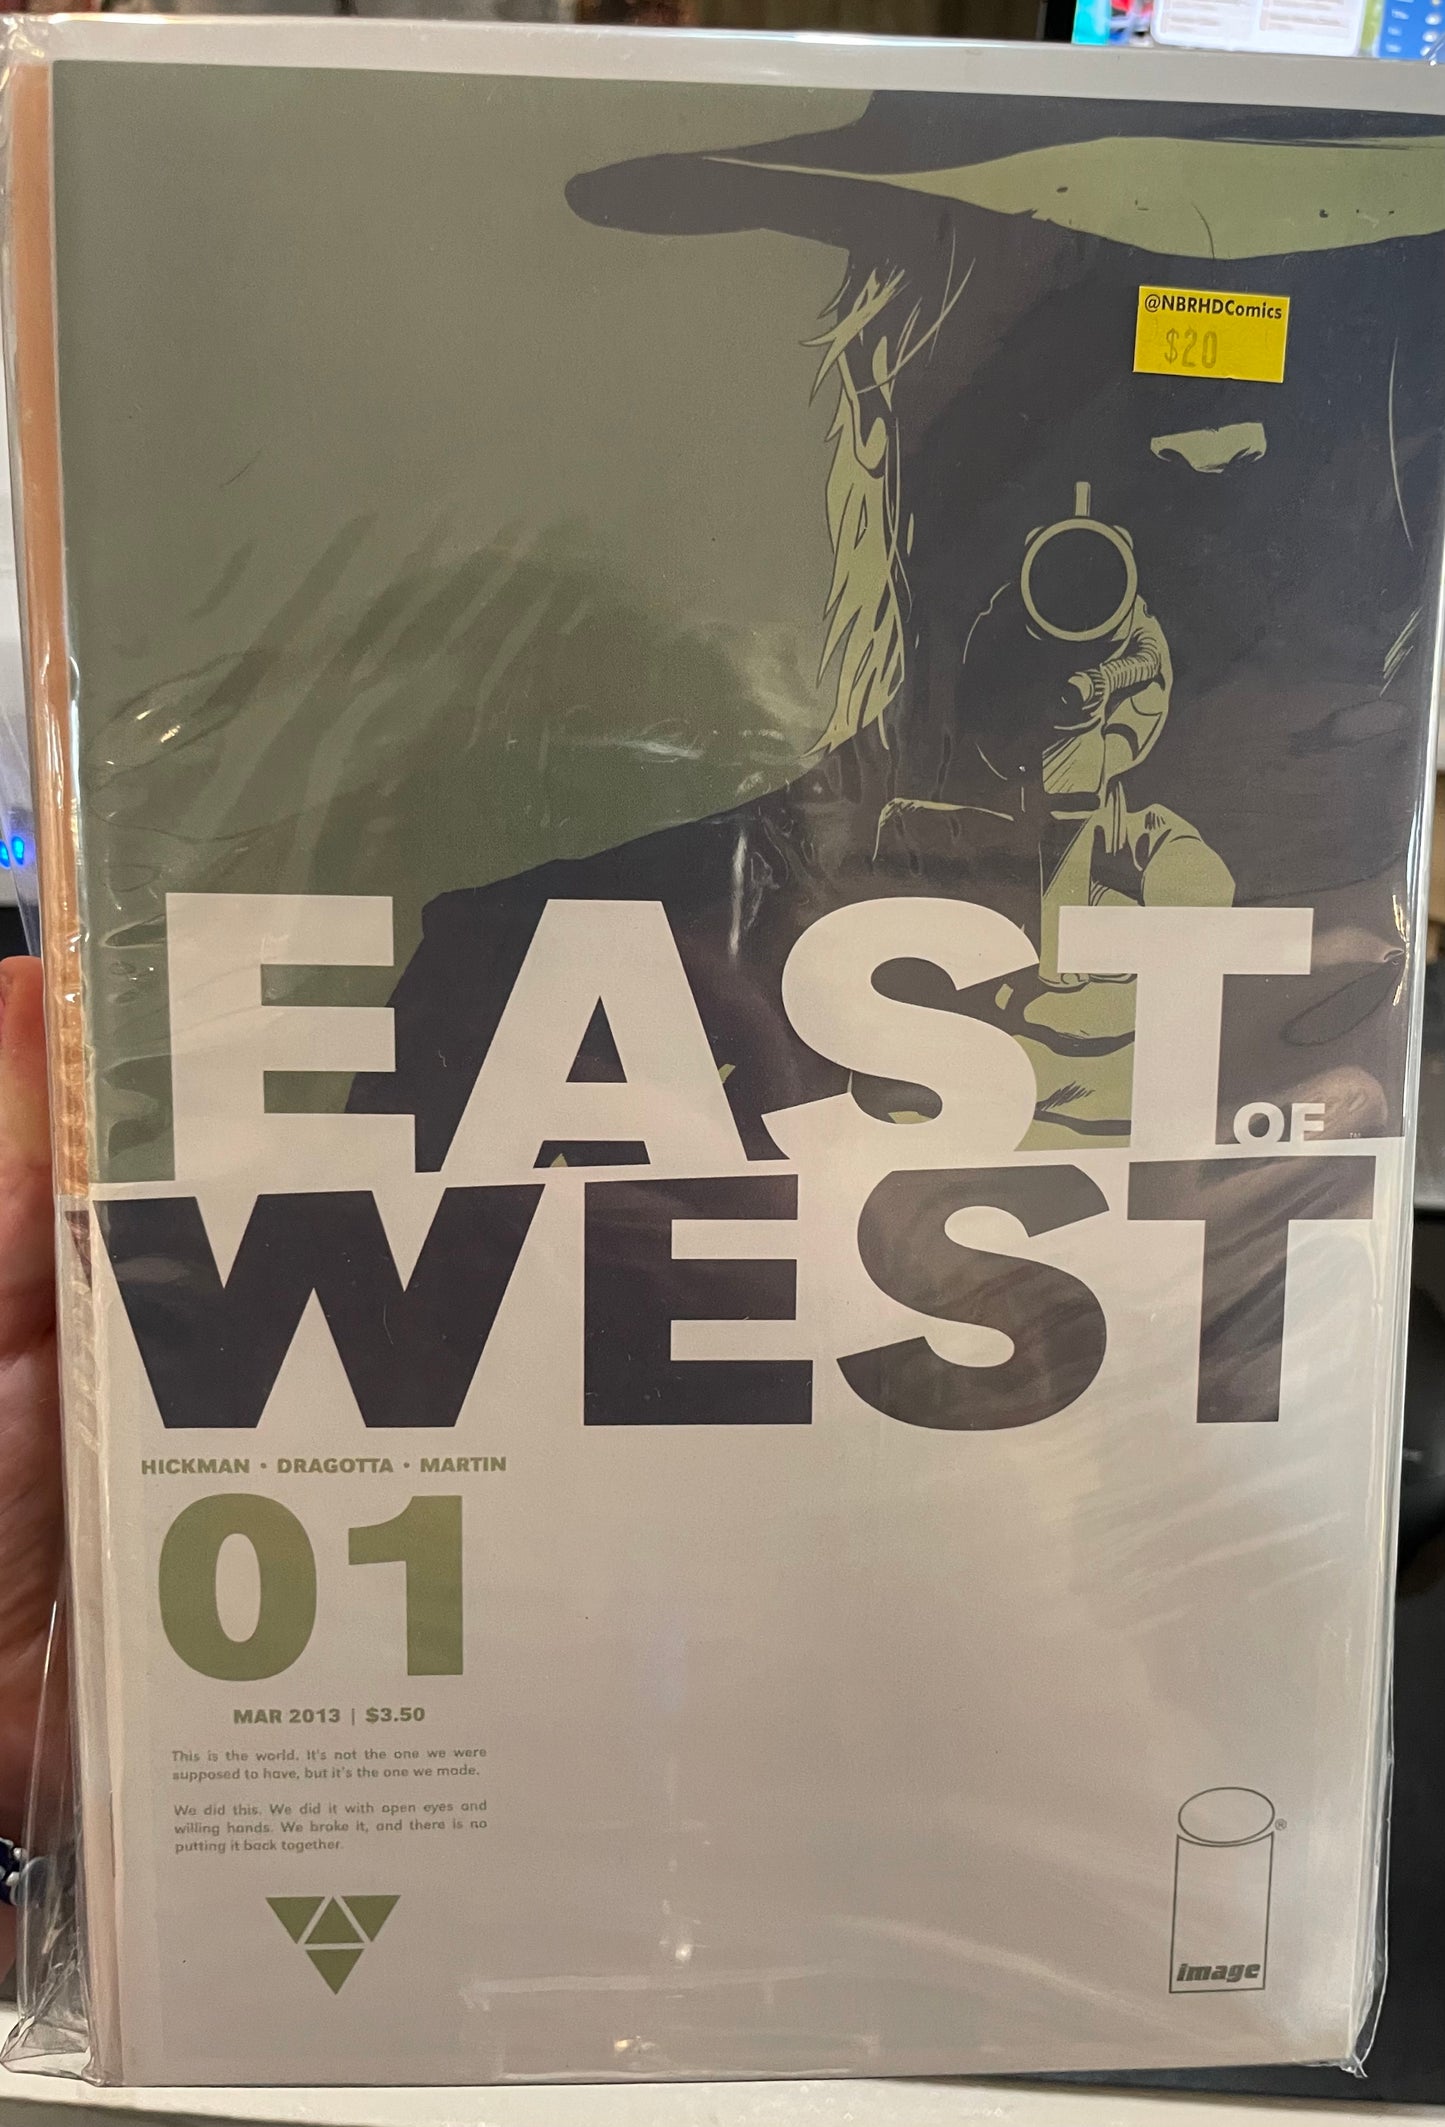 @NBRHDComics
$20
EAST
OF
WEST
HICKMAN • DRAGOTTA • MARTIN
01
MAR 2013 | $3.50
This is the world. It's not the one we were
supposed to have, but it's the one we made.
We did this. We did it with open eyes and
willing hands. We broke it, and there is no
putting it back together.
®
image